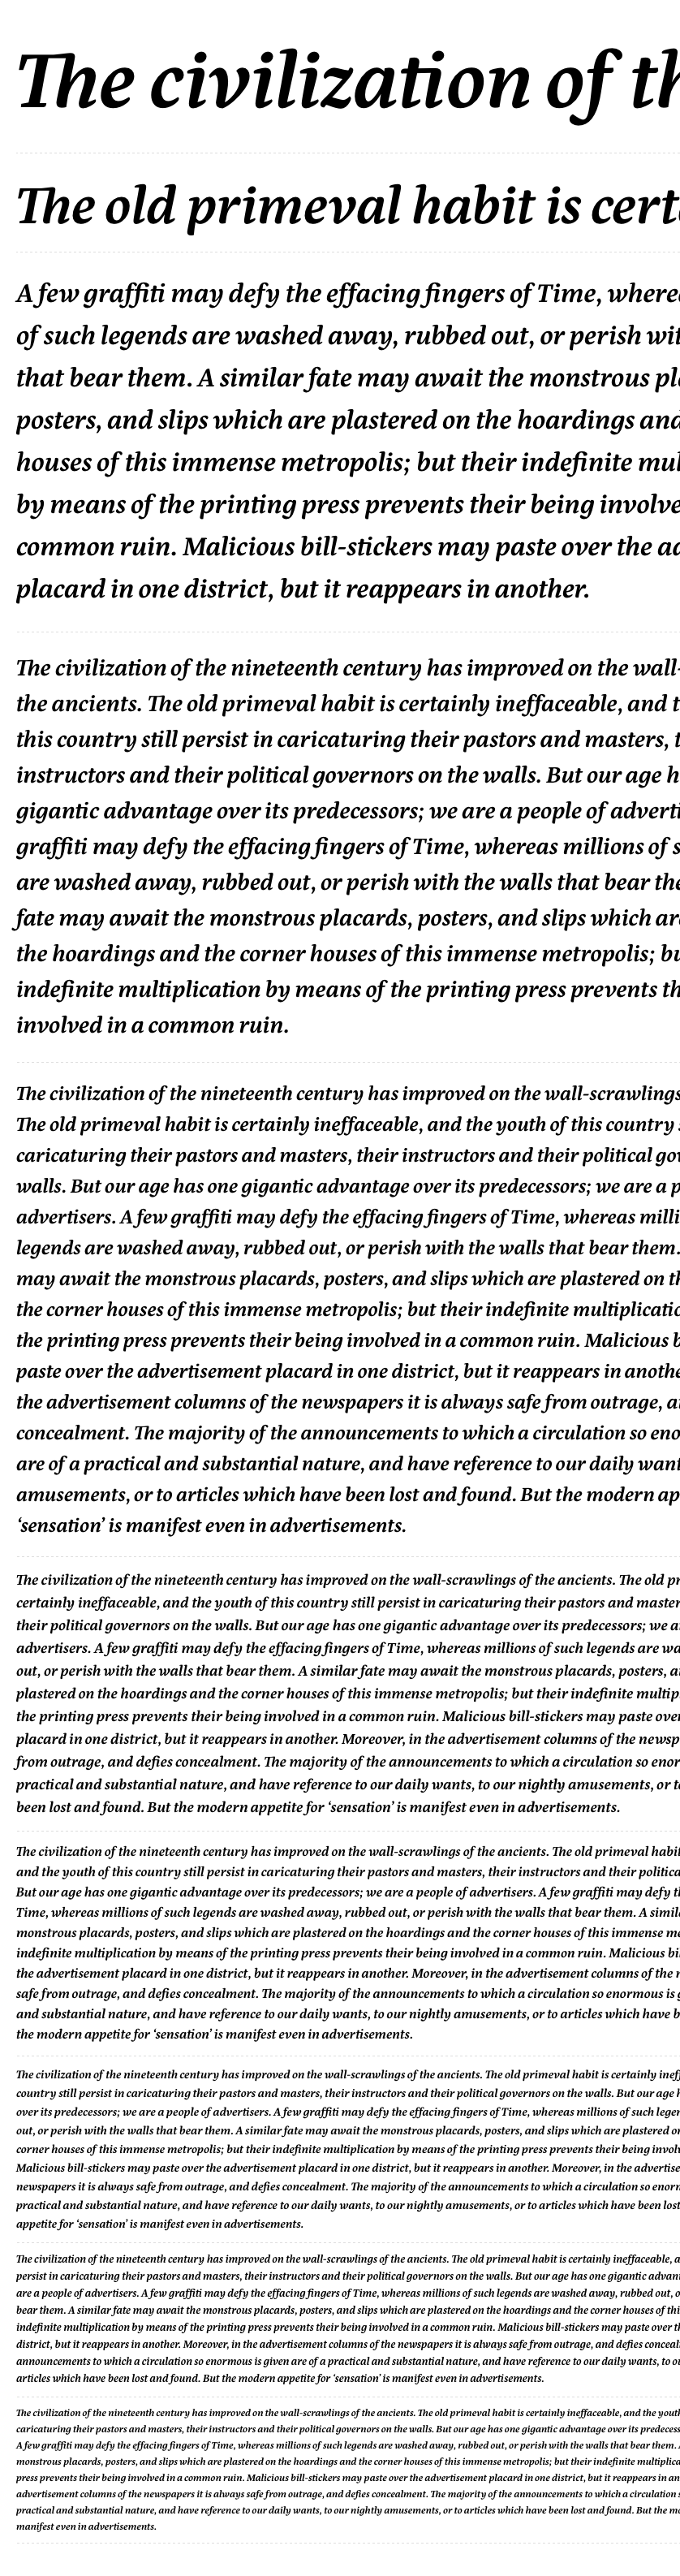 The civilization of th
The old primeval habit is cert
A few graffiti may defy the effacing fingers of Time, where
of such legends are washed away, rubbed out, or perish wit
that bear them. A similar fate may await the monstrous pl
posters, and slips which are plastered on the hoardings and
houses of this immense metropolis; but their indefinite mul
by means of the printing press prevents their being involve
common ruin. Malicious bill-stickers may paste over the ad
placard in one district, but it reappears in another.
The civilization of the nineteenth century has improved on the wall-
the ancients. The old primeval habit is certainly ineffaceable, and t
this country still persist in caricaturing their pastors and masters, t
instructors and their political governors on the walls. But our age h
gigantic advantage over its predecessors; we are a people of adverti
graffiti may defy the effacing fingers of Time, whereas millions of s
are washed away, rubbed out, or perish with the walls that bear the
fate may await the monstrous placards, posters, and slips which are
the hoardings and the corner houses of this immense metropolis; bu
indefinite multiplication by means of the printing press prevents th
involved in a common ruin.
The civilization of the nineteenth century has improved on the wall-scrawlings
The old primeval habit is certainly ineffaceable, and the youth of this country s
caricaturing their pastors and masters, their instructors and their political gov
walls. But our age has one gigantic advantage over its predecessors; we are a p
advertisers. A few graffiti may defy the effacing fingers of Time, whereas milli
legends are washed away, rubbed out, or perish with the walls that bear them.
may await the monstrous placards, posters, and slips which are plastered on th
the corner houses of this immense metropolis; but their indefinite multiplicatio
the printing press prevents their being involved in a common ruin. Malicious b
paste over the advertisement placard in one district, but it reappears in anothe
the advertisement columns of the newspapers it is always safe from outrage, a
concealment. The majority of the announcements to which a circulation so eno
are of a practical and substantial nature, and have reference to our daily want
amusements, or to articles which have been lost and found. But the modern ap
‘sensation’ is manifest even in advertisements.
The civilization of the nineteenth century has improved on the wall-scrawlings of the ancients. The old pr
certainly ineffaceable, and the youth of this country still persist in caricaturing their pastors and master
their political governors on the walls. But our age has one gigantic advantage over its predecessors; we a
advertisers. A few graffiti may defy the effacing fingers of Time, whereas millions of such legends are wa
out, or perish with the walls that bear them. A similar fate may await the monstrous placards, posters, a
plastered on the hoardings and the corner houses of this immense metropolis; but their indefinite multip
the printing press prevents their being involved in a common ruin. Malicious bill-stickers may paste over
placard in one district, but it reappears in another. Moreover, in the advertisement columns of the newsp
from outrage, and defies concealment. The majority of the announcements to which a circulation so enor
practical and substantial nature, and have reference to our daily wants, to our nightly amusements, or to
been lost and found. But the modern appetite for ‘sensation’ is manifest even in advertisements.
The civilization of the nineteenth century has improved on the wall-scrawlings of the ancients. The old primeval habit
and the youth of this country still persist in caricaturing their pastors and masters, their instructors and their politica
But our age has one gigantic advantage over its predecessors; we are a people of advertisers. A few graffiti may defy th
Time, whereas millions of such legends are washed away, rubbed out, or perish with the walls that bear them. A simila
monstrous placards, posters, and slips which are plastered on the hoardings and the corner houses of this immense me
indefinite multiplication by means of the printing press prevents their being involved in a common ruin. Malicious bil
the advertisement placard in one district, but it reappears in another. Moreover, in the advertisement columns of the n
safe from outrage, and defies concealment. The majority of the announcements to which a circulation so enormous is g
and substantial nature, and have reference to our daily wants, to our nightly amusements, or to articles which have b
the modern appetite for ‘sensation’ is manifest even in advertisements.
The civilization of the nineteenth century has improved on the wall-scrawlings of the ancients. The old primeval habit is certainly ineff
country still persist in caricaturing their pastors and masters, their instructors and their political governors on the walls. But our age h
over its predecessors; we are a people of advertisers. A few graffiti may defy the effacing fingers of Time, whereas millions of such legen
out, or perish with the walls that bear them. A similar fate may await the monstrous placards, posters, and slips which are plastered on
corner houses of this immense metropolis; but their indefinite multiplication by means of the printing press prevents their being involv
Malicious bill-stickers may paste over the advertisement placard in one district, but it reappears in another. Moreover, in the advertise
newspapers it is always safe from outrage, and defies concealment. The majority of the announcements to which a circulation so enorm
practical and substantial nature, and have reference to our daily wants, to our nightly amusements, or to articles which have been lost
appetite for ‘sensation’ is manifest even in advertisements.
The civilization of the nineteenth century has improved on the wall-scrawlings of the ancients. The old primeval habit is certainly ineffaceable, a
persist in caricaturing their pastors and masters, their instructors and their political governors on the walls. But our age has one gigantic advan
are a people of advertisers. A few graffiti may defy the effacing fingers of Time, whereas millions of such legends are washed away, rubbed out, o
bear them. A similar fate may await the monstrous placards, posters, and slips which are plastered on the hoardings and the corner houses of thi
indefinite multiplication by means of the printing press prevents their being involved in a common ruin. Malicious bill-stickers may paste over th
district, but it reappears in another. Moreover, in the advertisement columns of the newspapers it is always safe from outrage, and defies conceal
announcements to which a circulation so enormous is given are of a practical and substantial nature, and have reference to our daily wants, to ou
articles which have been lost and found. But the modern appetite for ‘sensation’ is manifest even in advertisements.
The civilization of the nineteenth century has improved on the wall-scrawlings of the ancients. The old primeval habit is certainly ineffaceable, and the yout
caricaturing their pastors and masters, their instructors and their political governors on the walls. But our age has one gigantic advantage over its predecess
A few graffiti may defy the effacing fingers of Time, whereas millions of such legends are washed away, rubbed out, or perish with the walls that bear them. A
monstrous placards, posters, and slips which are plastered on the hoardings and the corner houses of this immense metropolis; but their indefinite multiplica
press prevents their being involved in a common ruin. Malicious bill-stickers may paste over the advertisement placard in one district, but it reappears in an
advertisement columns of the newspapers it is always safe from outrage, and defies concealment. The majority of the announcements to which a circulation s
practical and substantial nature, and have reference to our daily wants, to our nightly amusements, or to articles which have been lost and found. But the mo
manifest even in advertisements.